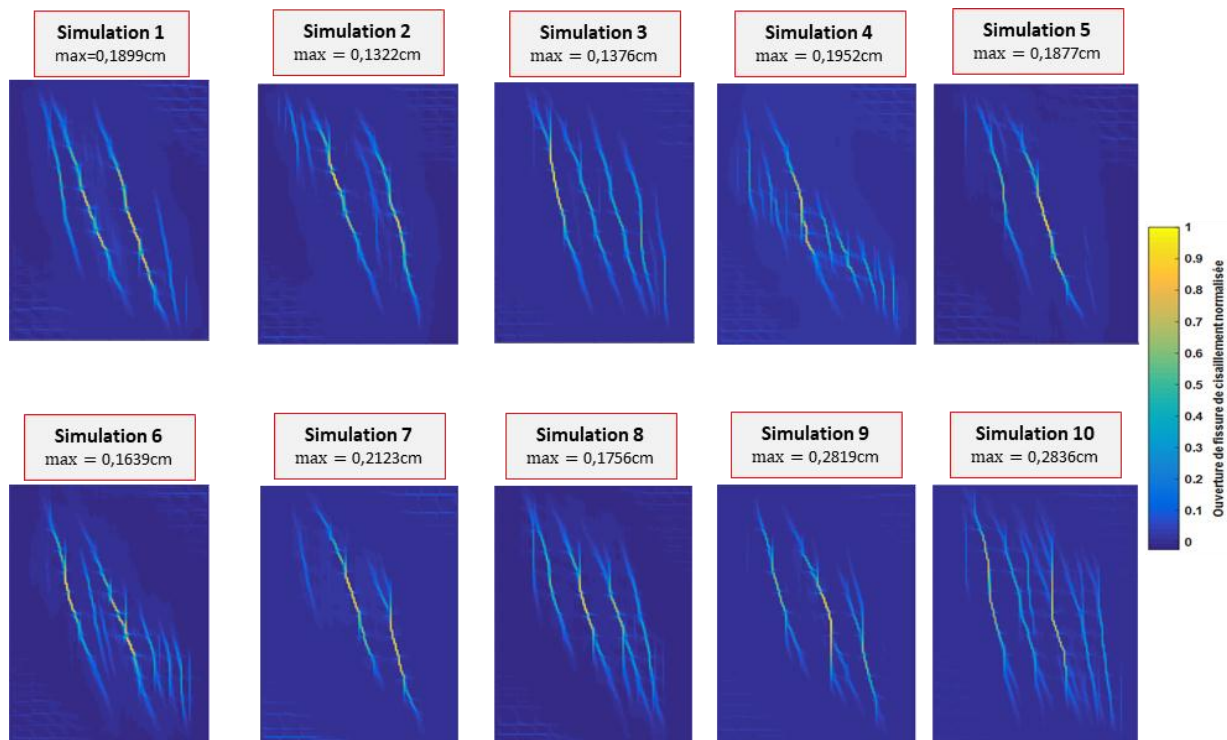 Simulation 1
max=0,1899cm
Simulation 2
max = 0,1322cm
Simulation 3
max = 0,1376cm
Simulation 4
max = 0,1952cm
Simulation 5
max = 0,1877cm
1
0.9
0.8
0.7
0.6
0.5
0.4
0.3
0.2
0.1
0
Ouverture de fissure de cisaillementnormalisée
Simulation 6
max = 0,1639cm
Simulation 7
max = 0,2123cm
Simulation 8
max = 0,1756cm
Simulation 9
max = 0,2819cm
Simulation 10
max = 0,2836cm